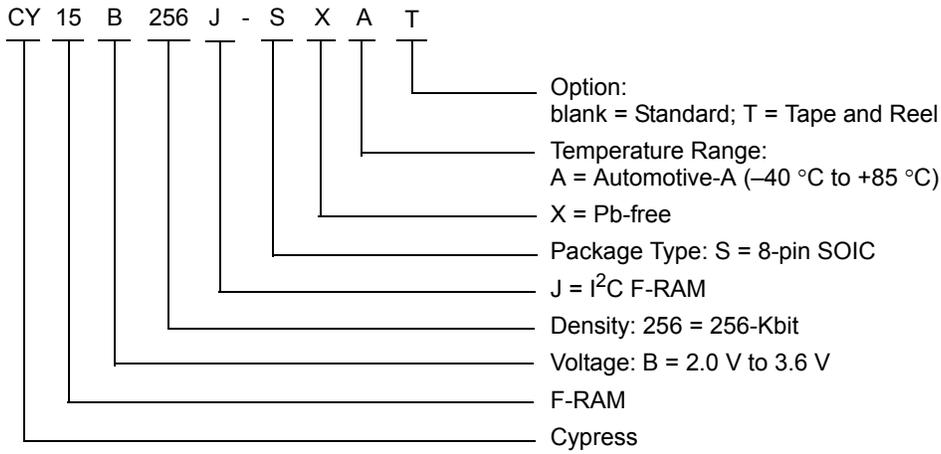 CY 15 B 256 J - S X A T
Option:
blank = Standard; T = Tape and Reel
Temperature Range:
A = Automotive-A (–40 °C to +85 °C)
X = Pb-free
Package Type: S = 8-pin SOIC
J = I²C F-RAM
Density: 256 = 256-Kbit
Voltage: B = 2.0 V to 3.6 V
F-RAM
Cypress